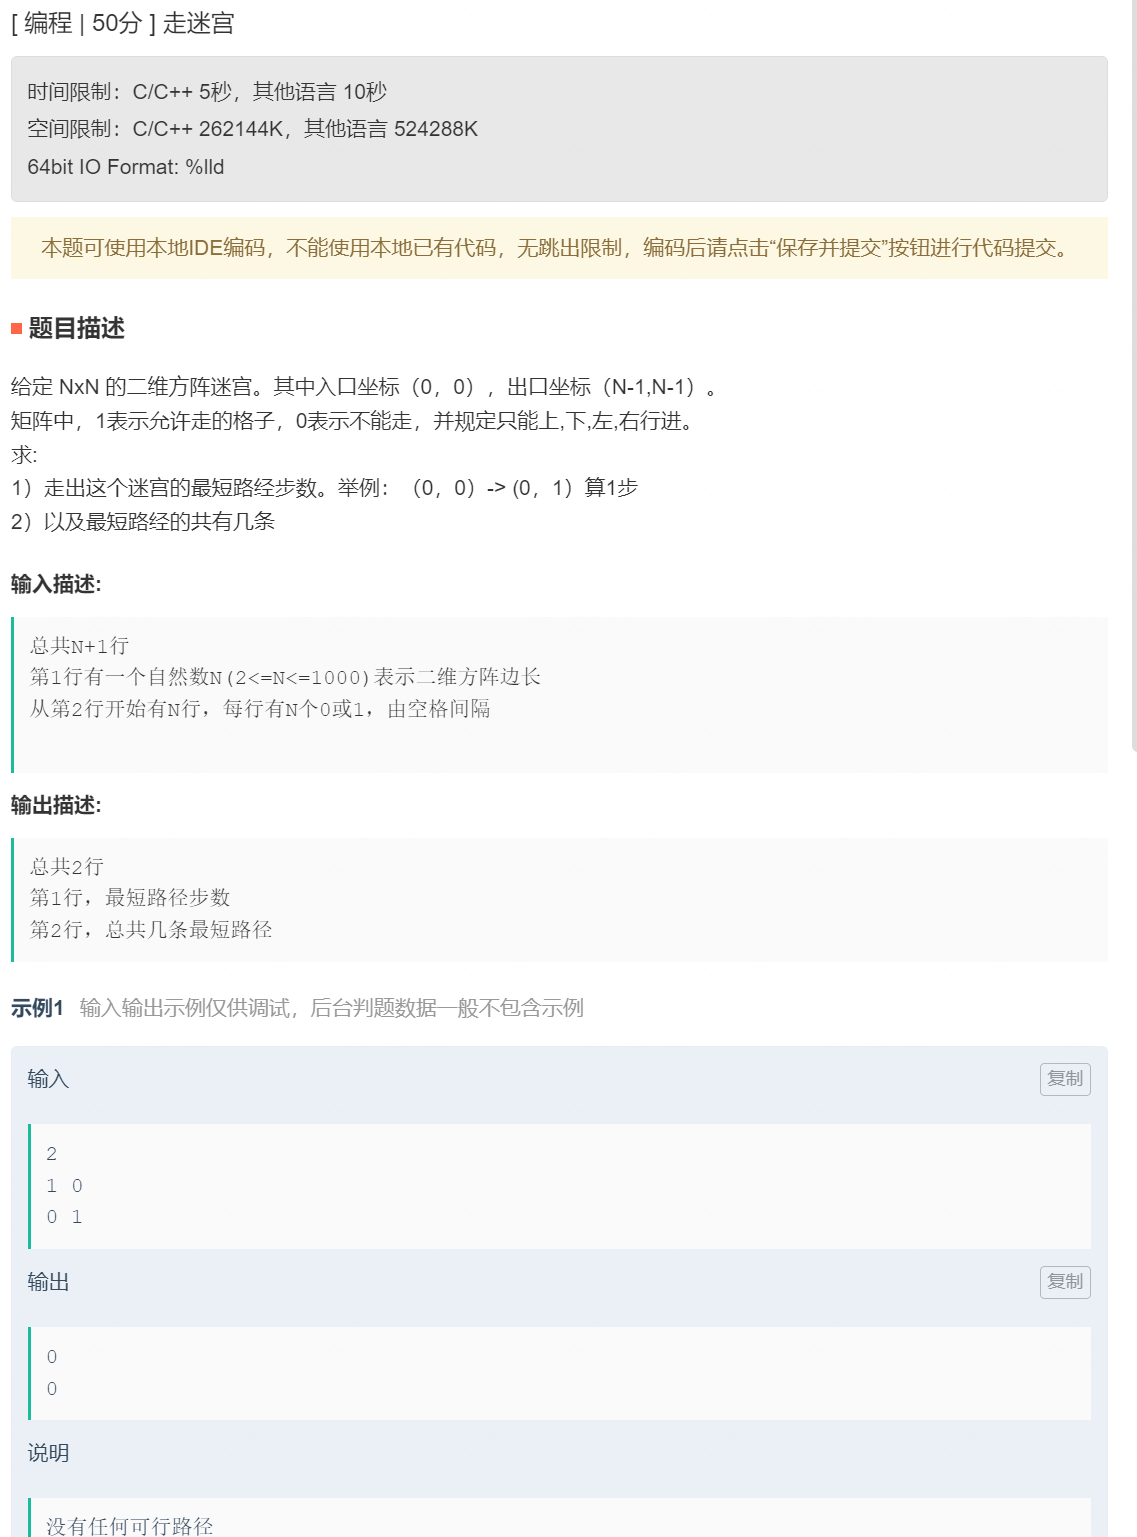 [ 编程 | 50分 ] 走迷宫
时间限制：C/C++ 5秒，其他语言 10秒
空间限制：C/C++ 262144K，其他语言 524288K
64bit IO Format: %lld
本题可使用本地IDE编码，不能使用本地已有代码，无跳出限制，编码后请点击“保存并提交”按钮进行代码提交。
题目描述
给定 NxN 的二维方阵迷宫。其中入口坐标（0，0），出口坐标（N-1,N-1）。
矩阵中，1表示允许走的格子，0表示不能走，并规定只能上,下,左,右行进。
求:
1）走出这个迷宫的最短路经步数。举例：（0，0）-> (0，1）算1步
2）以及最短路经的共有几条
输入描述:
总共N+1行
第1行有一个自然数N(2<=N<=1000)表示二维方阵边长
从第2行开始有N行，每行有N个0或1，由空格间隔
输出描述:
总共2行
第1行，最短路径步数
第2行，总共几条最短路径
示例1 输入输出示例仅供调试，后台判题数据一般不包含示例
输入
复制
2
1 0
0 1
输出
复制
0
0
说明
没有任何可行路径